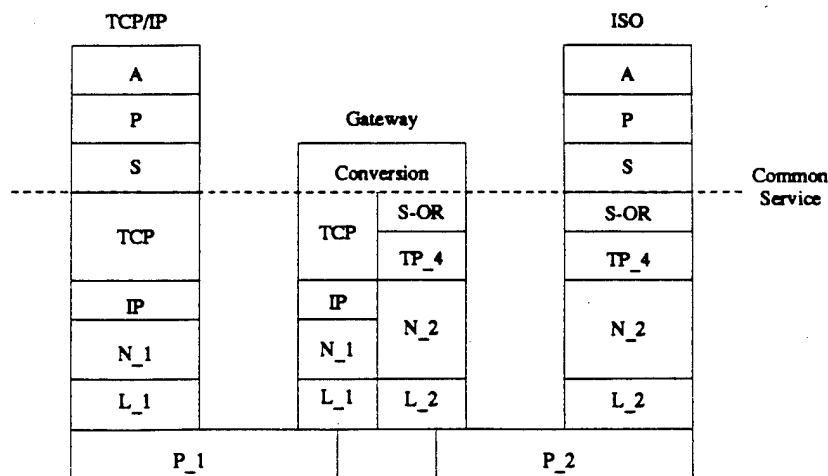 TCP/IP
ISO
A
A
P
Gateway
P
S
Conversion
S
Common
Service
TCP
TCP
S-OR
S-OR
TP_4
TP_4
IP
IP
N_2
N_2
N_1
N_1
L_1
L_1
L_2
L_2
P_1
P_2